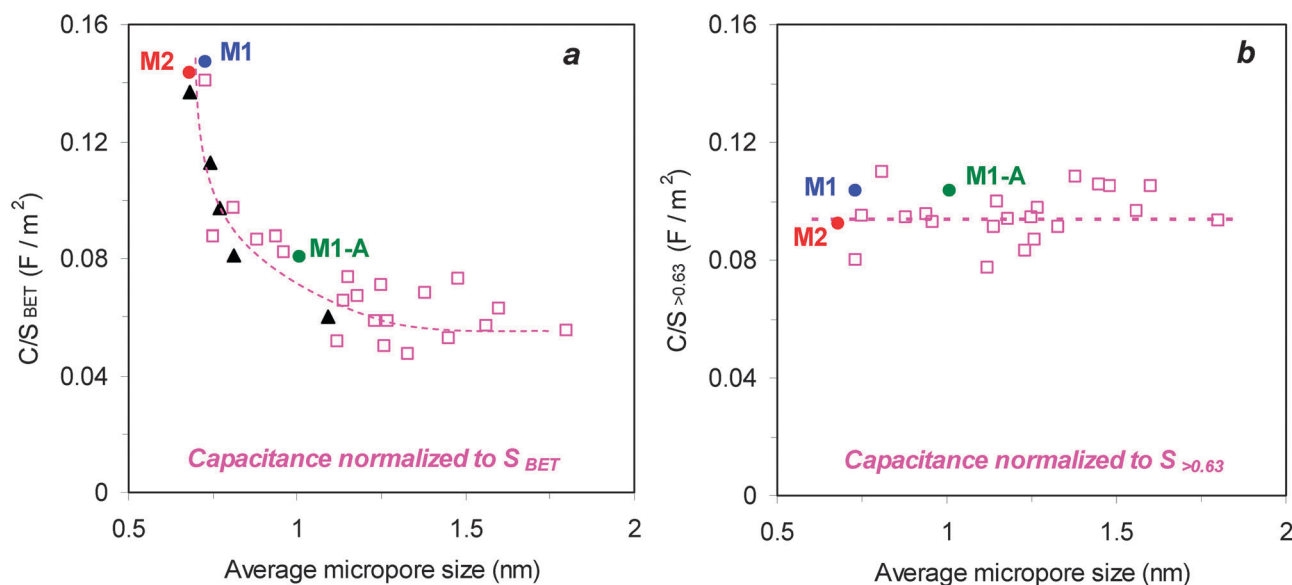 a
0.16
0.12
0.08
0.04
0
C/S BET (F / m²)
M2
M1
M1-A
Capacitance normalized to S BET
0.5
1
1.5
2
Average micropore size (nm)
b
0.16
0.12
0.08
0.04
0
C/S >0.63 (F / m²)
M1
M2
M1-A
Capacitance normalized to S >0.63
0.5
1
1.5
2
Average micropore size (nm)